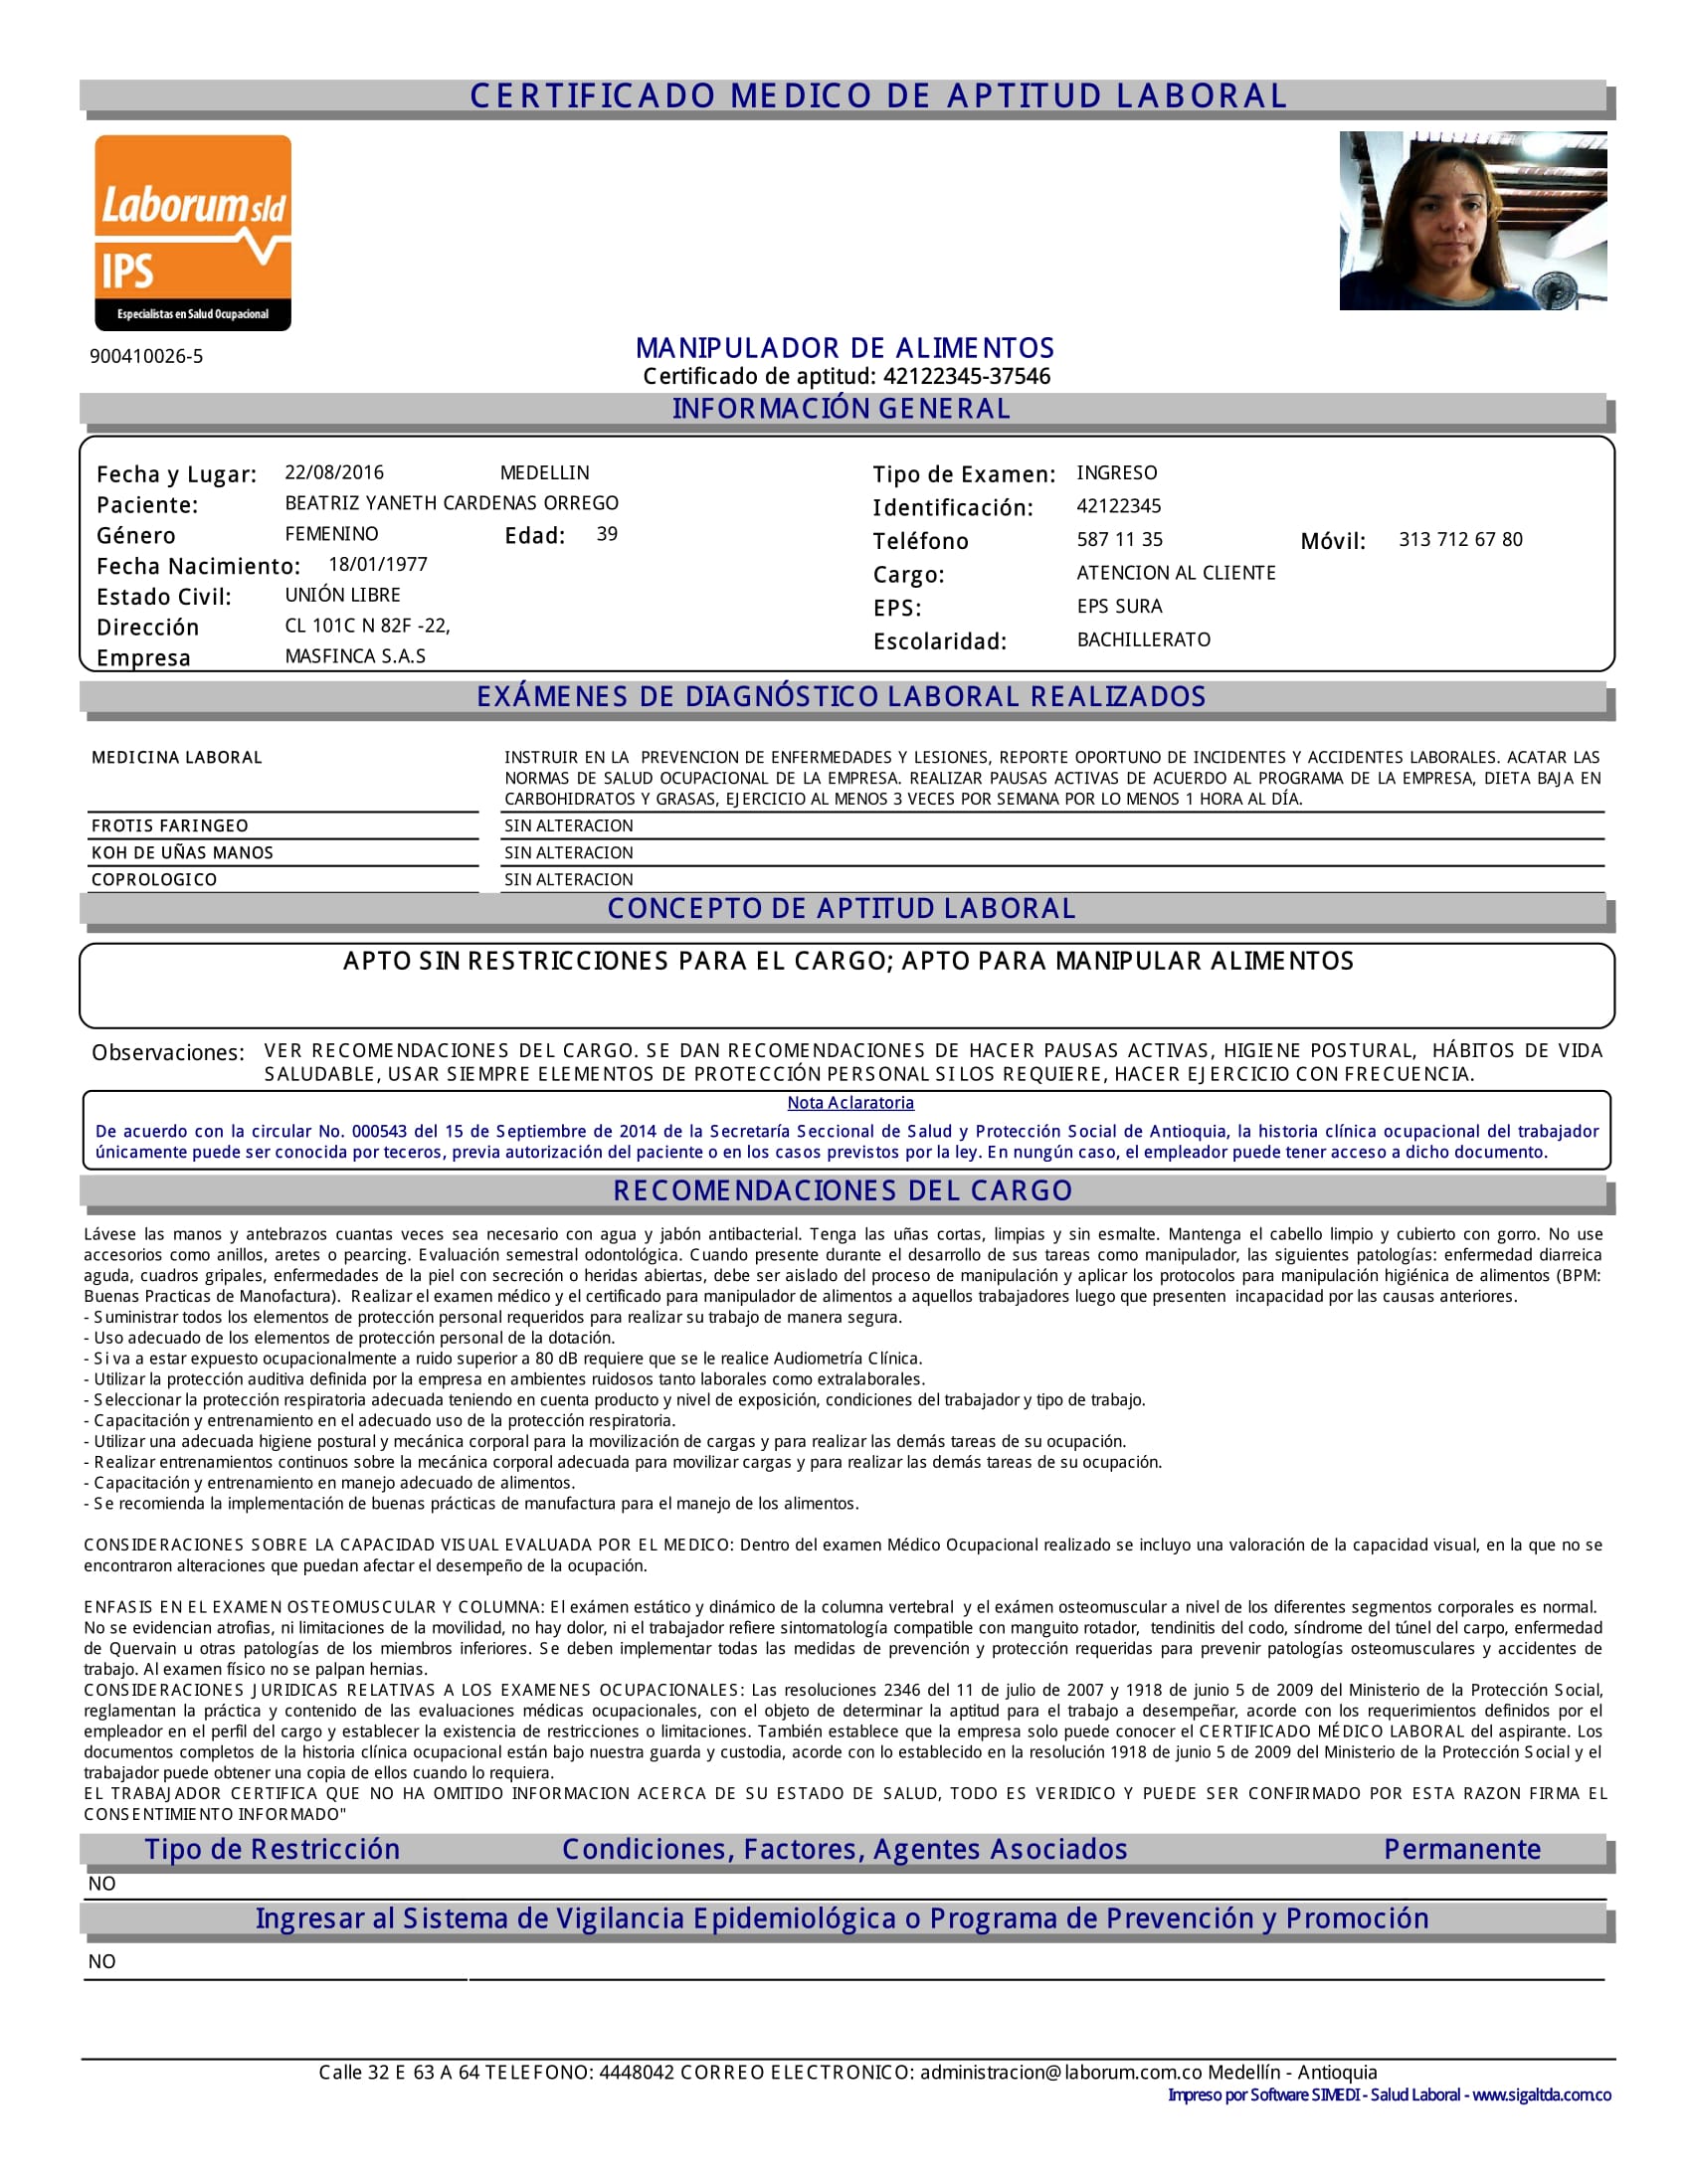 CERTIFICADO MEDICO DE APTITUD LABORAL
Laborum sld
IPS
Especialistas en Salud Ocupacional
900410026-5
MANIPULADOR DE ALIMENTOS
Certificado de aptitud: 42122345-37546
INFORMACIÓN GENERAL
Fecha y Lugar: 22/08/2016 MEDELLIN Tipo de Examen: INGRESO
Paciente: BEATRIZ YANETH CARDENAS ORREGO Identificación: 42122345
Género FEMENINO Edad: 39 Teléfono 587 11 35 Móvil: 313 712 67 80
Fecha Nacimiento: 18/01/1977 Cargo: ATENCION AL CLIENTE
Estado Civil: UNIÓN LIBRE EPS: EPS SURA
Dirección CL 101C N 82F -22, Escolaridad: BACHILLERATO
Empresa MASFINCA S.A.S
EXÁMENES DE DIAGNÓSTICO LABORAL REALIZADOS
MEDICINA LABORAL INSTRUIR EN LA PREVENCION DE ENFERMEDADES Y LESIONES, REPORTE OPORTUNO DE INCIDENTES Y ACCIDENTES LABORALES. ACATAR LAS
NORMAS DE SALUD OCUPACIONAL DE LA EMPRESA. REALIZAR PAUSAS ACTIVAS DE ACUERDO AL PROGRAMA DE LA EMPRESA, DIETA BAJA EN
CARBOHIDRATOS Y GRASAS, EJERCICIO AL MENOS 3 VECES POR SEMANA POR LO MENOS 1 HORA AL DÍA.
FROTIS FARINGEO SIN ALTERACION
KOH DE UÑAS MANOS SIN ALTERACION
COPROLOGICO SIN ALTERACION
CONCEPTO DE APTITUD LABORAL
APTO SIN RESTRICCIONES PARA EL CARGO; APTO PARA MANIPULAR ALIMENTOS
Observaciones: VER RECOMENDACIONES DEL CARGO. SE DAN RECOMENDACIONES DE HACER PAUSAS ACTIVAS, HIGIENE POSTURAL, HÁBITOS DE VIDA
SALUDABLE, USAR SIEMPRE ELEMENTOS DE PROTECCIÓN PERSONAL SI LOS REQUIERE, HACER EJERCICIO CON FRECUENCIA.
Nota Aclaratoria
De acuerdo con la circular No. 000543 del 15 de Septiembre de 2014 de la Secretaría Seccional de Salud y Protección Social de Antioquia, la historia clínica ocupacional del trabajador
únicamente puede ser conocida por teceros, previa autorización del paciente o en los casos previstos por la ley. En nungún caso, el empleador puede tener acceso a dicho documento.
RECOMENDACIONES DEL CARGO
Lávese las manos y antebrazos cuantas veces sea necesario con agua y jabón antibacterial. Tenga las uñas cortas, limpias y sin esmalte. Mantenga el cabello limpio y cubierto con gorro. No use
accesorios como anillos, aretes o pearcing. Evaluación semestral odontológica. Cuando presente durante el desarrollo de sus tareas como manipulador, las siguientes patologías: enfermedad diarreica
aguda, cuadros gripales, enfermedades de la piel con secreción o heridas abiertas, debe ser aislado del proceso de manipulación y aplicar los protocolos para manipulación higiénica de alimentos (BPM:
Buenas Practicas de Manofactura). Realizar el examen médico y el certificado para manipulador de alimentos a aquellos trabajadores luego que presenten incapacidad por las causas anteriores.
- Suministrar todos los elementos de protección personal requeridos para realizar su trabajo de manera segura.
- Uso adecuado de los elementos de protección personal de la dotación.
- Si va a estar expuesto ocupacionalmente a ruido superior a 80 dB requiere que se le realice Audiometría Clínica.
- Utilizar la protección auditiva definida por la empresa en ambientes ruidosos tanto laborales como extralaborales.
- Seleccionar la protección respiratoria adecuada teniendo en cuenta producto y nivel de exposición, condiciones del trabajador y tipo de trabajo.
- Capacitación y entrenamiento en el adecuado uso de la protección respiratoria.
- Utilizar una adecuada higiene postural y mecánica corporal para la movilización de cargas y para realizar las demás tareas de su ocupación.
- Realizar entrenamientos continuos sobre la mecánica corporal adecuada para movilizar cargas y para realizar las demás tareas de su ocupación.
- Capacitación y entrenamiento en manejo adecuado de alimentos.
- Se recomienda la implementación de buenas prácticas de manufactura para el manejo de los alimentos.
CONSIDERACIONES SOBRE LA CAPACIDAD VISUAL EVALUADA POR EL MEDICO: Dentro del examen Médico Ocupacional realizado se incluyo una valoración de la capacidad visual, en la que no se
encontraron alteraciones que puedan afectar el desempeño de la ocupación.
ENFASIS EN EL EXAMEN OSTEOMUSCULAR Y COLUMNA: El exámen estático y dinámico de la columna vertebral y el exámen osteomuscular a nivel de los diferentes segmentos corporales es normal.
No se evidencian atrofias, ni limitaciones de la movilidad, no hay dolor, ni el trabajador refiere sintomatología compatible con manguito rotador, tendinitis del codo, síndrome del túnel del carpo, enfermedad
de Quervain u otras patologías de los miembros inferiores. Se deben implementar todas las medidas de prevención y protección requeridas para prevenir patologías osteomusculares y accidentes de
trabajo. Al examen físico no se palpan hernias.
CONSIDERACIONES JURIDICAS RELATIVAS A LOS EXAMENES OCUPACIONALES: Las resoluciones 2346 del 11 de julio de 2007 y 1918 de junio 5 de 2009 del Ministerio de la Protección Social,
reglamentan la práctica y contenido de las evaluaciones médicas ocupacionales, con el objeto de determinar la aptitud para el trabajo a desempeñar, acorde con los requerimientos definidos por el
empleador en el perfil del cargo y establecer la existencia de restricciones o limitaciones. También establece que la empresa solo puede conocer el CERTIFICADO MÉDICO LABORAL del aspirante. Los
documentos completos de la historia clínica ocupacional están bajo nuestra guarda y custodia, acorde con lo establecido en la resolución 1918 de junio 5 de 2009 del Ministerio de la Protección Social y el
trabajador puede obtener una copia de ellos cuando lo requiera.
EL TRABAJADOR CERTIFICA QUE NO HA OMITIDO INFORMACION ACERCA DE SU ESTADO DE SALUD, TODO ES VERIDICO Y PUEDE SER CONFIRMADO POR ESTA RAZON FIRMA EL
CONSENTIMIENTO INFORMADO"
Tipo de Restricción Condiciones, Factores, Agentes Asociados Permanente
NO
Ingresar al Sistema de Vigilancia Epidemiológica o Programa de Prevención y Promoción
NO
Calle 32 E 63 A 64 TELEFONO: 4448042 CORREO ELECTRONICO: administracion@laborum.com.co Medellín - Antioquia
Impreso por Software SIMEDI - Salud Laboral - www.sigaltda.com.co